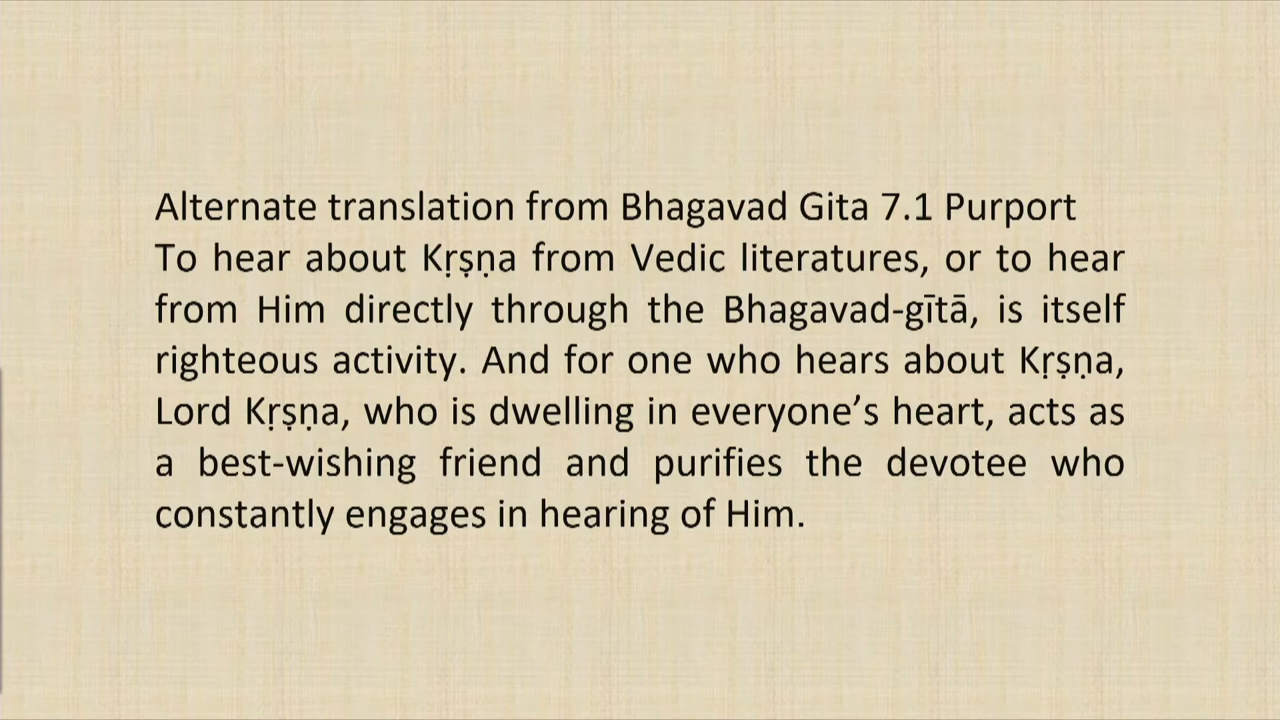 Alternate translation from Bhagavad Gita 7.1 Purport
To hear about Kṛṣṇa from Vedic literatures, or to hear
from Him directly through the Bhagavad-gītā, is itself
righteous activity. And for one who hears about Kṛṣṇa,
Lord Kṛṣṇa, who is dwelling in everyone’s heart, acts as
a best-wishing friend and purifies the devotee who
constantly engages in hearing of Him.